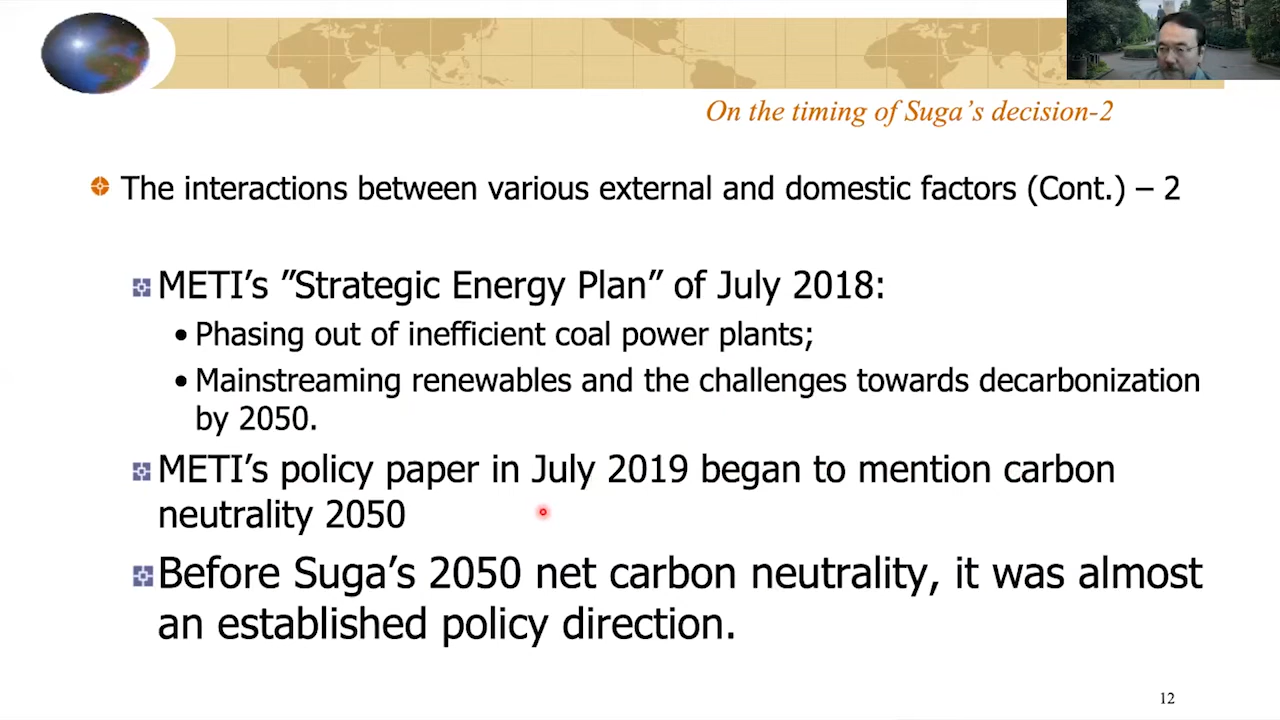 On the timing of Suga's decision-2
The interactions between various external and domestic factors (Cont.) – 2
METI's ”Strategic Energy Plan” of July 2018:
• Phasing out of inefficient coal power plants;
• Mainstreaming renewables and the challenges towards decarbonization
by 2050.
METI's policy paper in July 2019 began to mention carbon
neutrality 2050
Before Suga's 2050 net carbon neutrality, it was almost
an established policy direction.
12